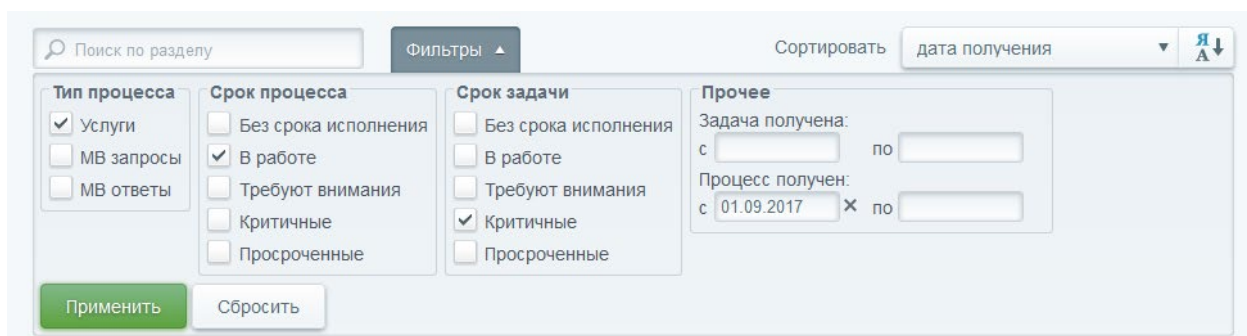 Поиск по разделу
Фильтры ▲
Сортировать
дата получения ▼
Я
А↓
Тип процесса
Услуги
МВ запросы
МВ ответы
Срок процесса
Без срока исполнения
В работе
Требуют внимания
Критичные
Просроченные
Срок задачи
Без срока исполнения
В работе
Требуют внимания
Критичные
Просроченные
Прочее
Задача получена:
с по
Процесс получен:
с 01.09.2017 × по
Применить
Сбросить